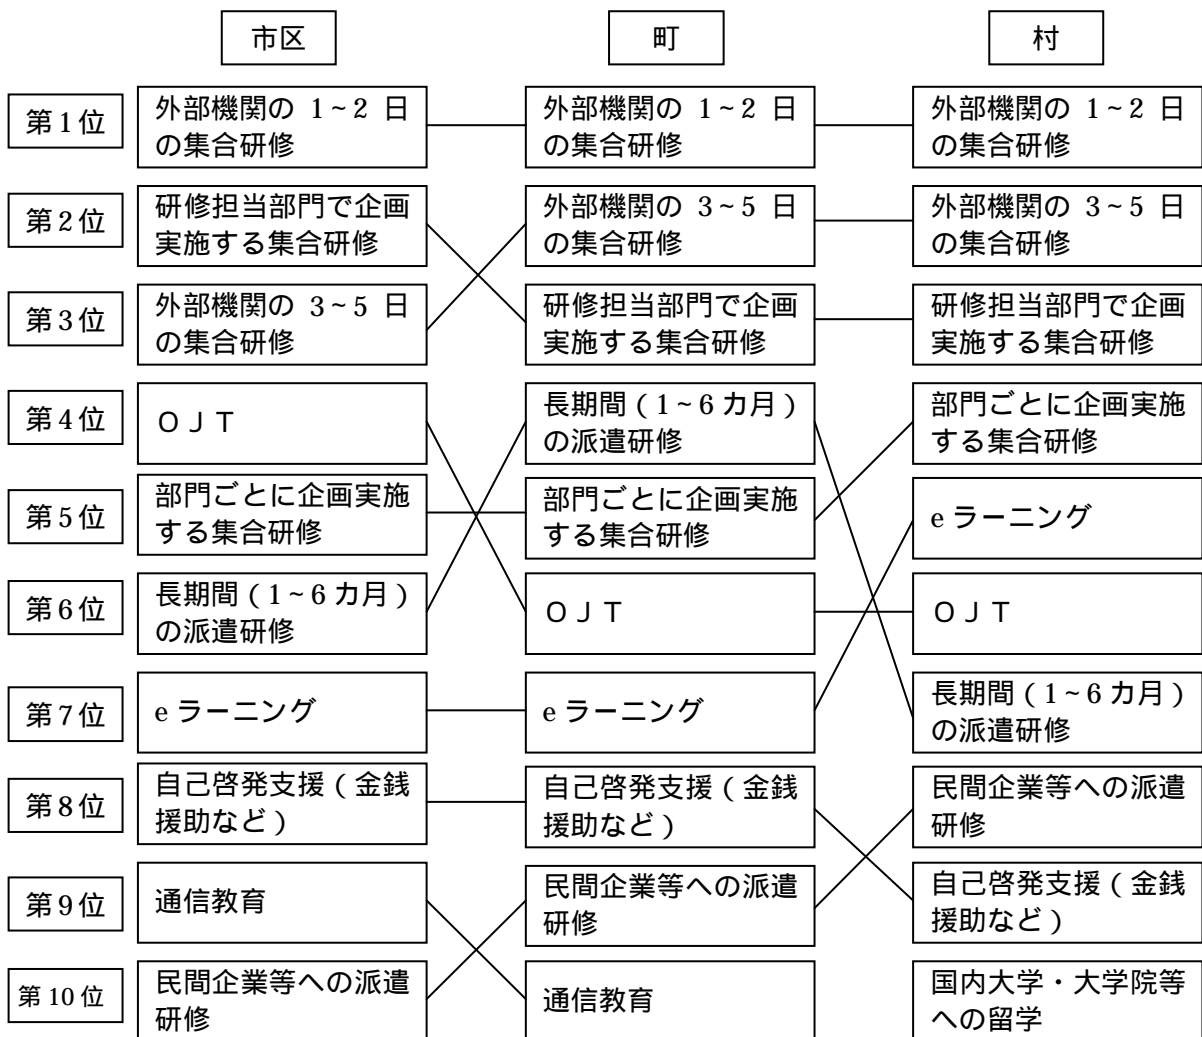 市区
町
村
第1位
外部機関の 1~2 日
の集合研修
外部機関の 1~2 日
の集合研修
外部機関の 1~2 日
の集合研修
第2位
研修担当部門で企画
実施する集合研修
外部機関の 3~5 日
の集合研修
外部機関の 3~5 日
の集合研修
第3位
外部機関の 3~5 日
の集合研修
研修担当部門で企画
実施する集合研修
研修担当部門で企画
実施する集合研修
第4位
OJT
長期間(1~6カ月)
の派遣研修
部門ごとに企画実施
する集合研修
第5位
部門ごとに企画実施
する集合研修
部門ごとに企画実施
する集合研修
eラーニング
第6位
長期間(1~6カ月)
の派遣研修
OJT
OJT
第7位
eラーニング
eラーニング
長期間(1~6カ月)
の派遣研修
第8位
自己啓発支援(金銭
援助など)
自己啓発支援(金銭
援助など)
民間企業等への派遣
研修
第9位
通信教育
民間企業等への派遣
研修
自己啓発支援(金銭
援助など)
第10位
民間企業等への派遣
研修
通信教育
国内大学・大学院等
への留学